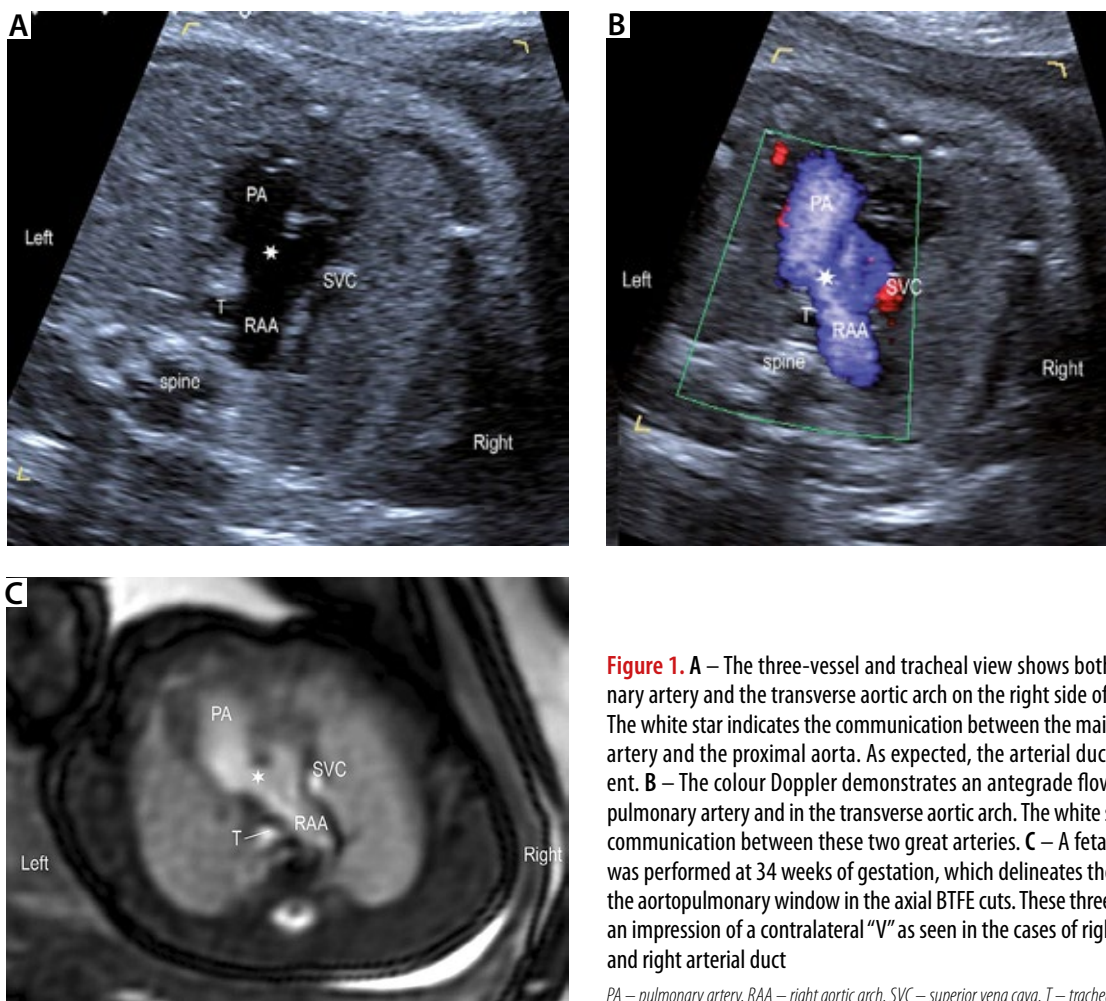 A
PA
Left
SVC
T
RAA
spine
Right
B
PA
Left
SVC
T
RAA
spine
Right
C
PA
SVC
T
RAA
Left
Right
Figure 1. A – The three-vessel and tracheal view shows both
nary artery and the transverse aortic arch on the right side of
The white star indicates the communication between the mai
artery and the proximal aorta. As expected, the arterial duc
ent. B – The colour Doppler demonstrates an antegrade flow
pulmonary artery and in the transverse aortic arch. The white s
communication between these two great arteries. C – A feta
was performed at 34 weeks of gestation, which delineates the
the aortopulmonary window in the axial BTFE cuts. These three
an impression of a contralateral “V” as seen in the cases of righ
and right arterial duct
PA – pulmonary artery, RAA – right aortic arch, SVC – superior vena cava, T – trache